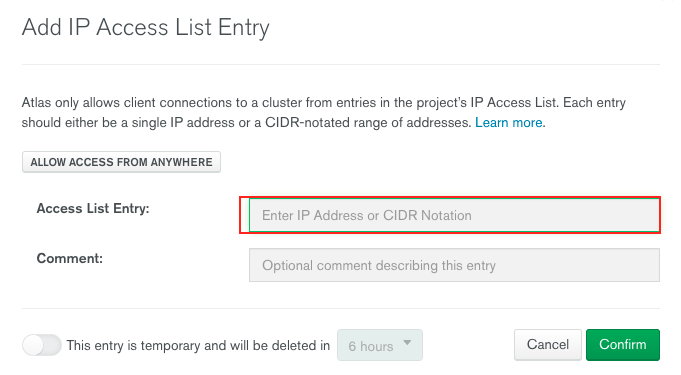 Add IP Access List Entry
Atlas only allows client connections to a cluster from entries in the project's IP Access List. Each entry
should either be a single IP address or a CIDR-notated range of addresses. Learn more.
ALLOW ACCESS FROM ANYWHERE
Access List Entry: Enter IP Address or CIDR Notation
Comment: Optional comment describing this entry
This entry is temporary and will be deleted in 6 hours Cancel Confirm